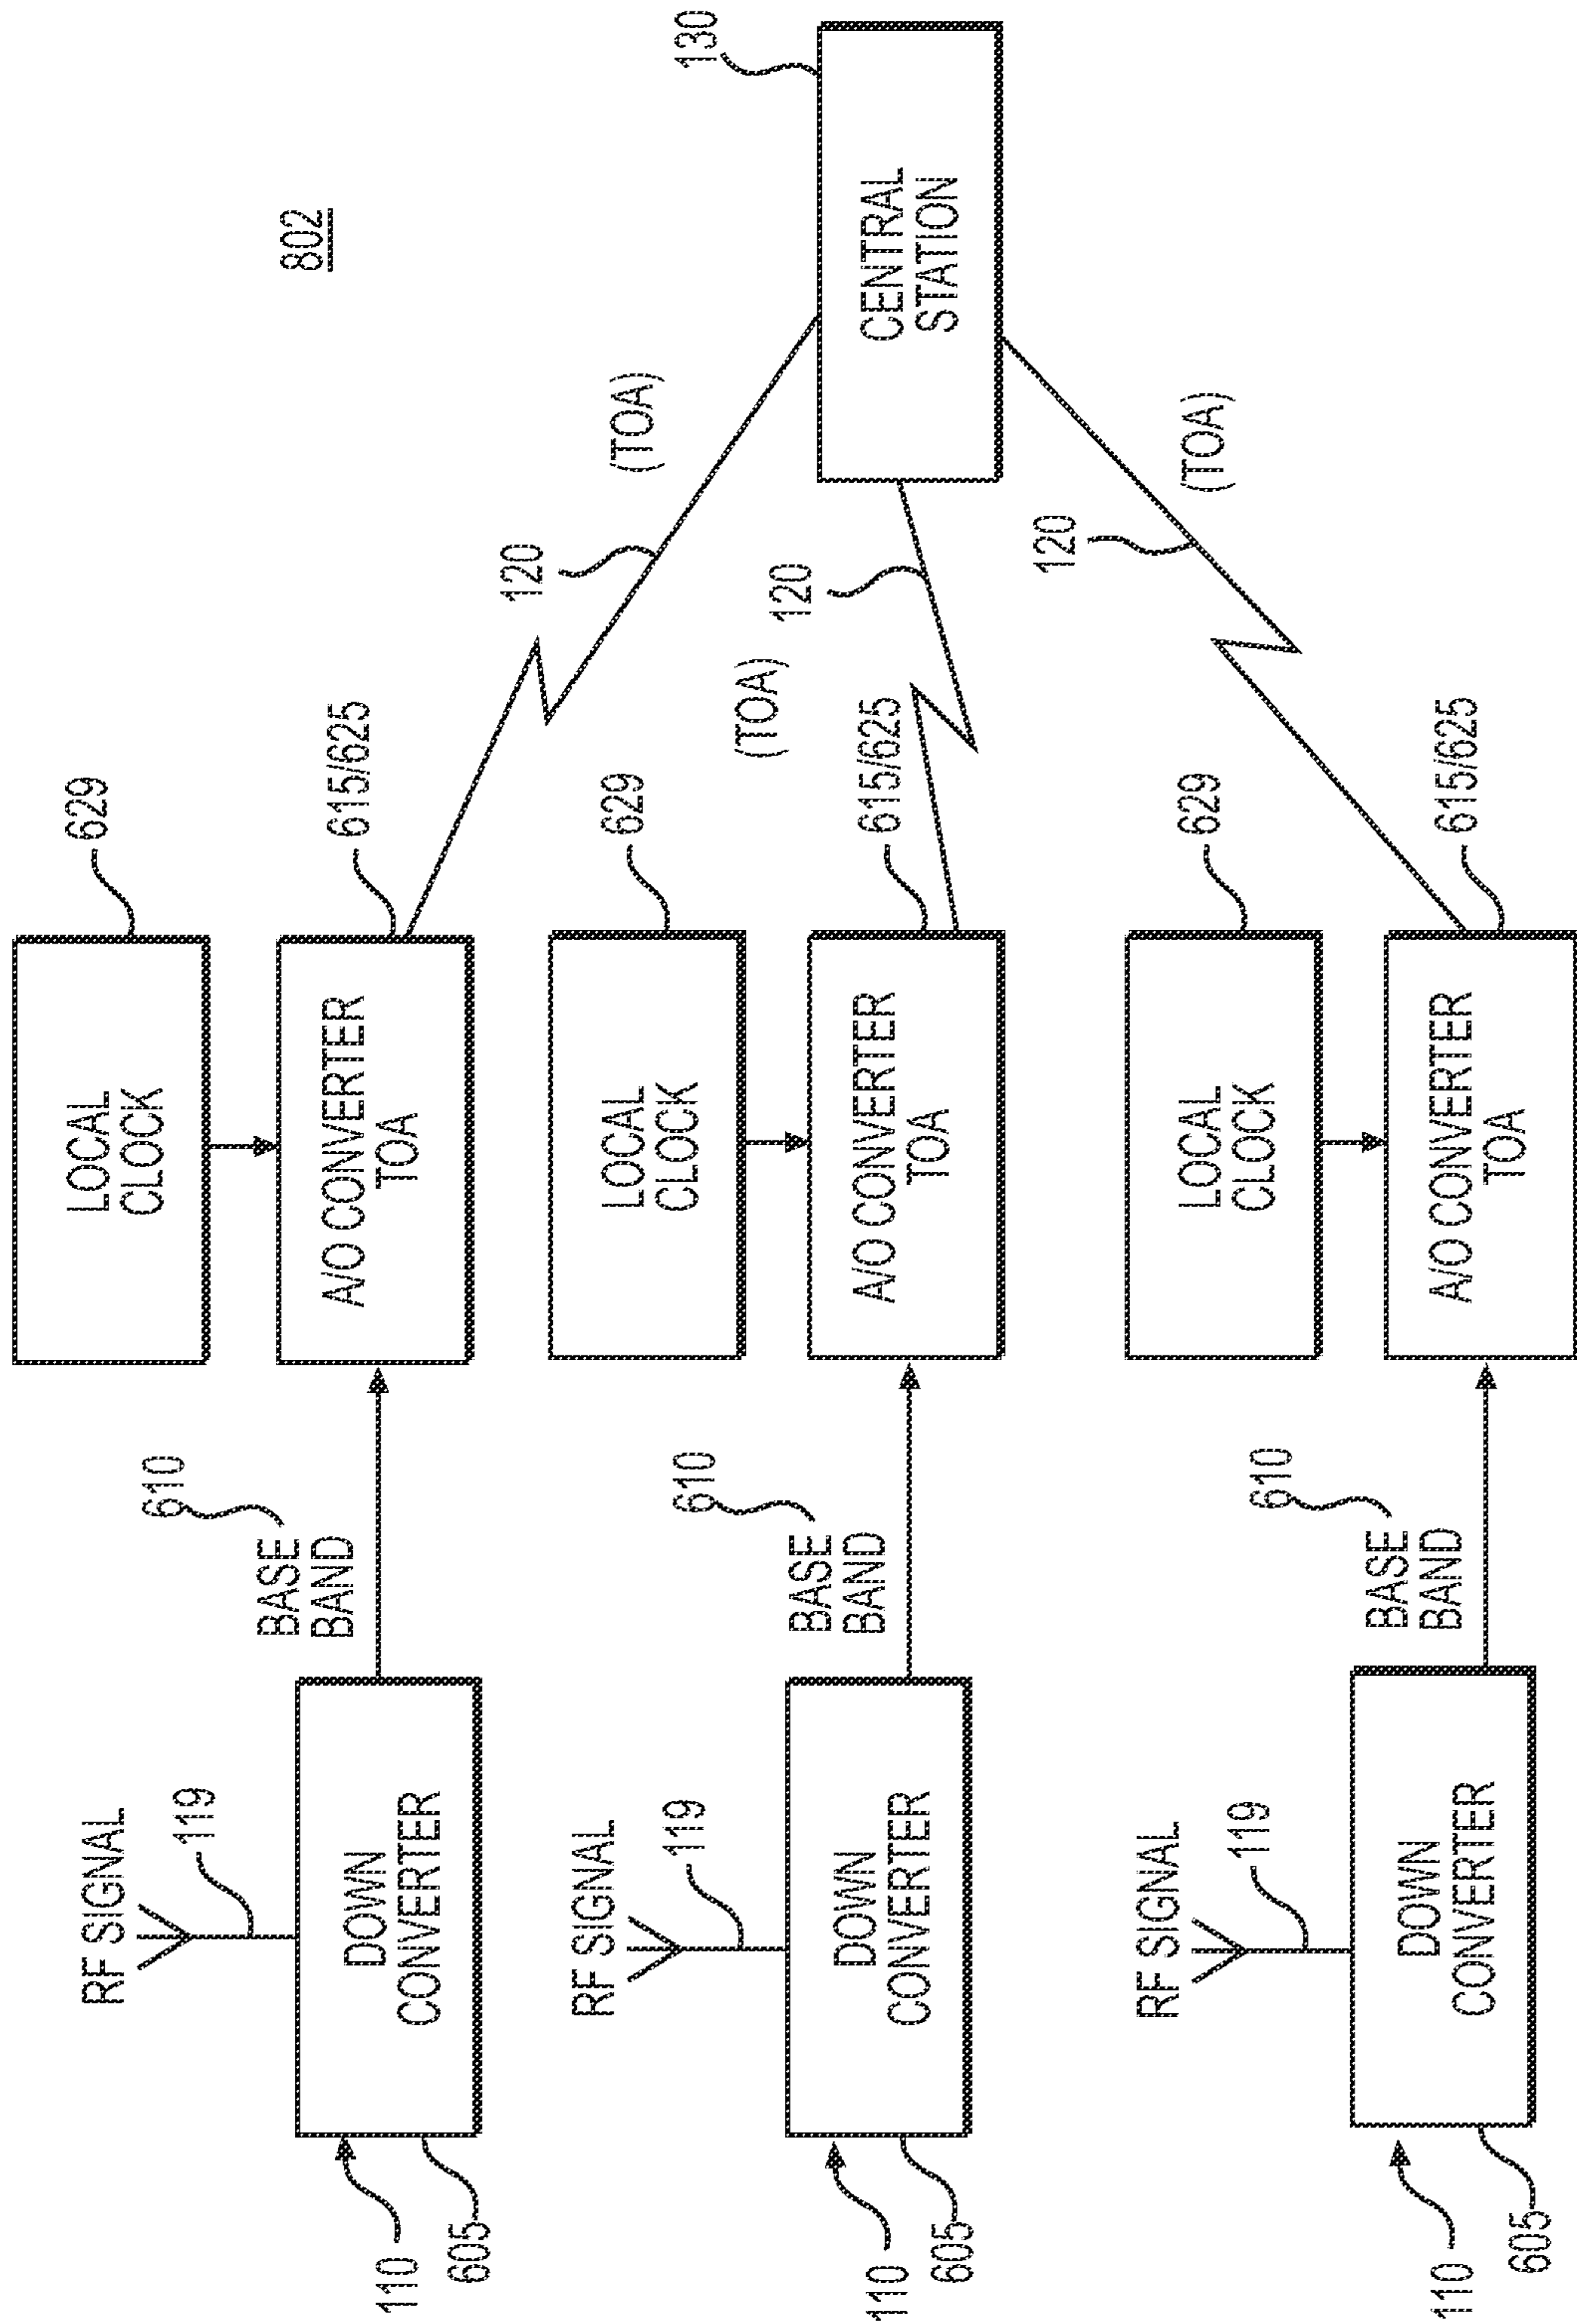 802
RF SIGNAL
119
DOWN
CONVERTER
110
605
BASE
BAND
610
LOCAL
CLOCK
629
A/O CONVERTER
TOA
615/625
120
(TOA)
RF SIGNAL
119
DOWN
CONVERTER
110
605
BASE
BAND
610
LOCAL
CLOCK
629
A/O CONVERTER
TOA
615/625
(TOA)
120
CENTRAL
STATION
130
RF SIGNAL
119
DOWN
CONVERTER
110
605
BASE
BAND
610
LOCAL
CLOCK
629
A/O CONVERTER
TOA
615/625
120
(TOA)